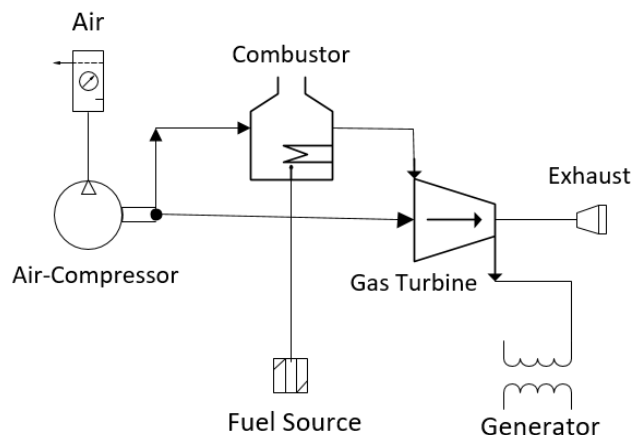 Air
Combustor
Exhaust
Air-Compressor
Gas Turbine
Fuel Source
Generator